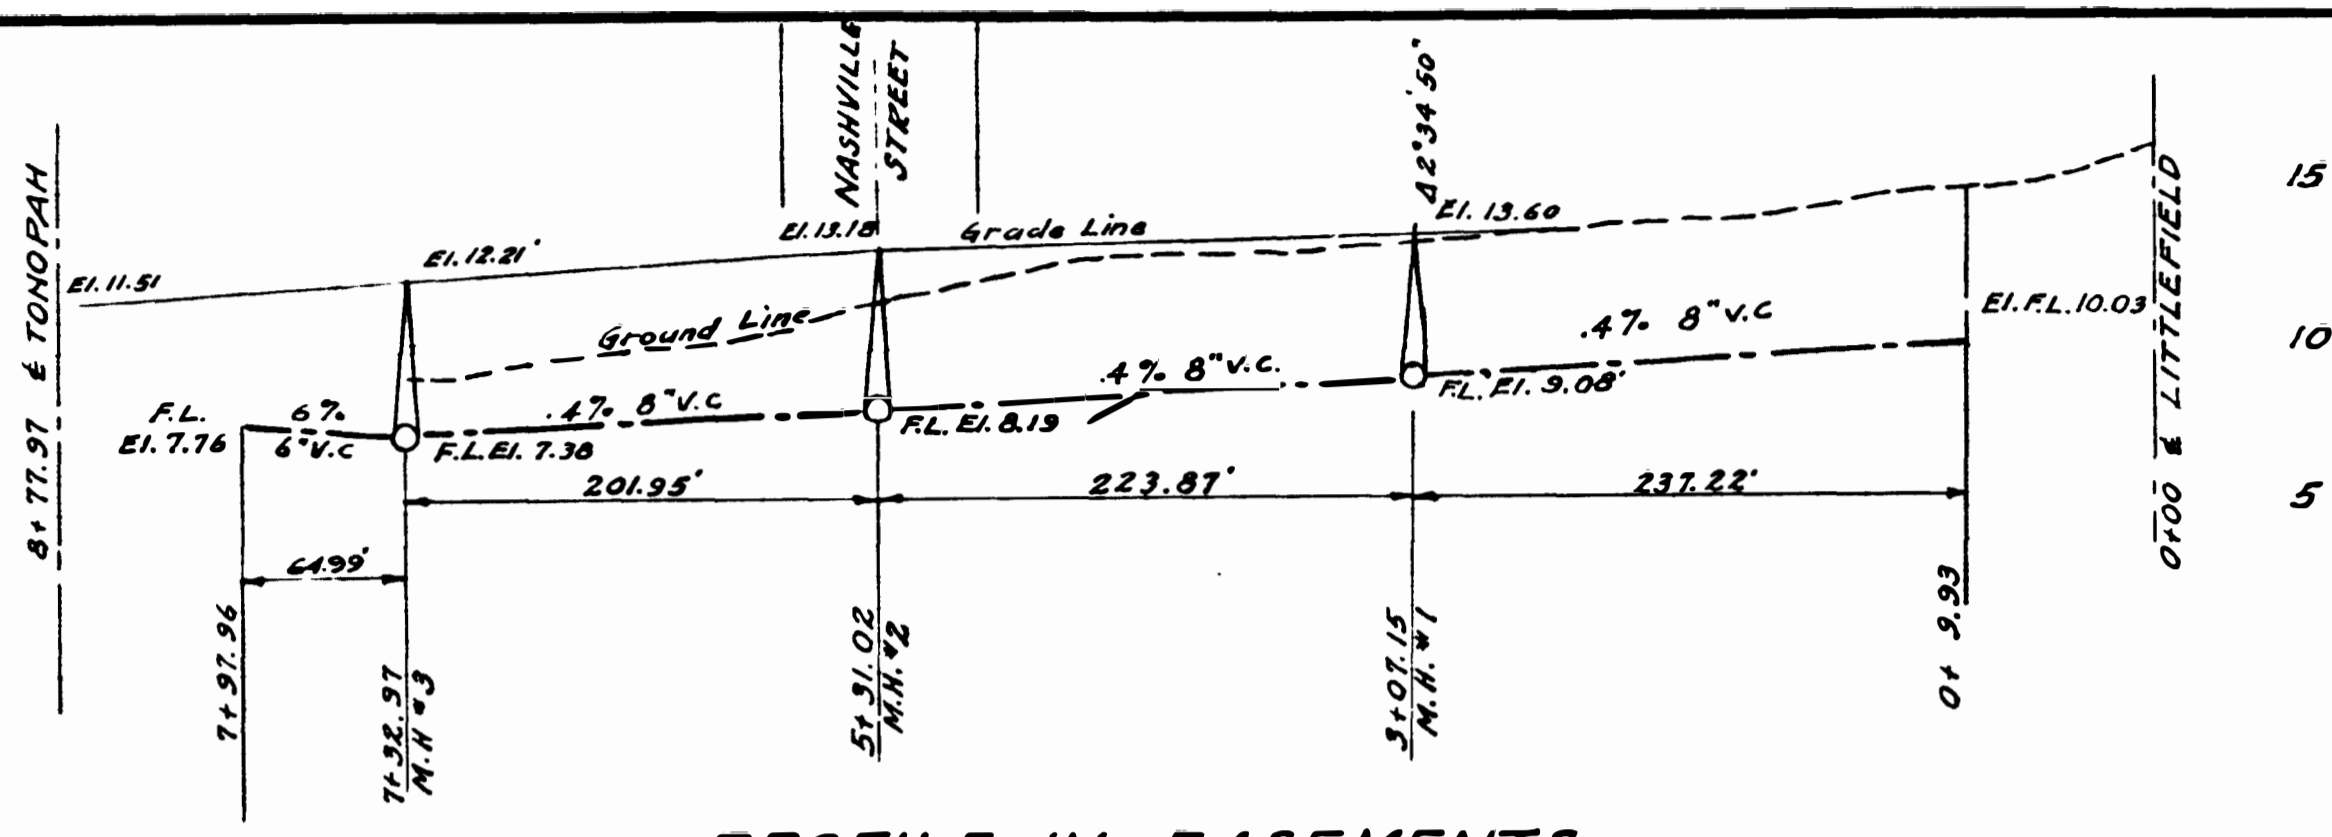 8+77.97 ⅊ TONOPAH
NASHVILLE
STREET
Δ2°34'50"
0+00 ⅊ LITTLEFIELD
15
10
5
El. 11.51
El. 12.21'
El. 13.18
Grade Line
El. 13.60
Ground Line
El. F.L. 10.03
F.L.
El. 7.76
6%
6"V.C
.4% 8"V.C
F.L. El. 7.38
.4% 8"V.C.
F.L. El. 8.19
.4% 8"V.C
F.L. El. 9.08'
201.95'
223.87'
237.22'
64.99'
7+97.96
7+32.97
M.H #3
5+31.02
M.H. #2
3+07.15
M.H. #1
0+ 9.93
PROFILE IN EASEMENTS